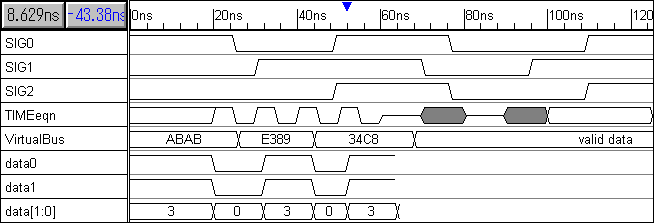 8.629ns -43.38ns 0ns 20ns 40ns 60ns 80ns 100ns 120
SIG0
SIG1
SIG2
TIMEeqn
VirtualBus ABAB E389 34C8 valid data
data0
data1
data[1:0] 3 0 3 0 3